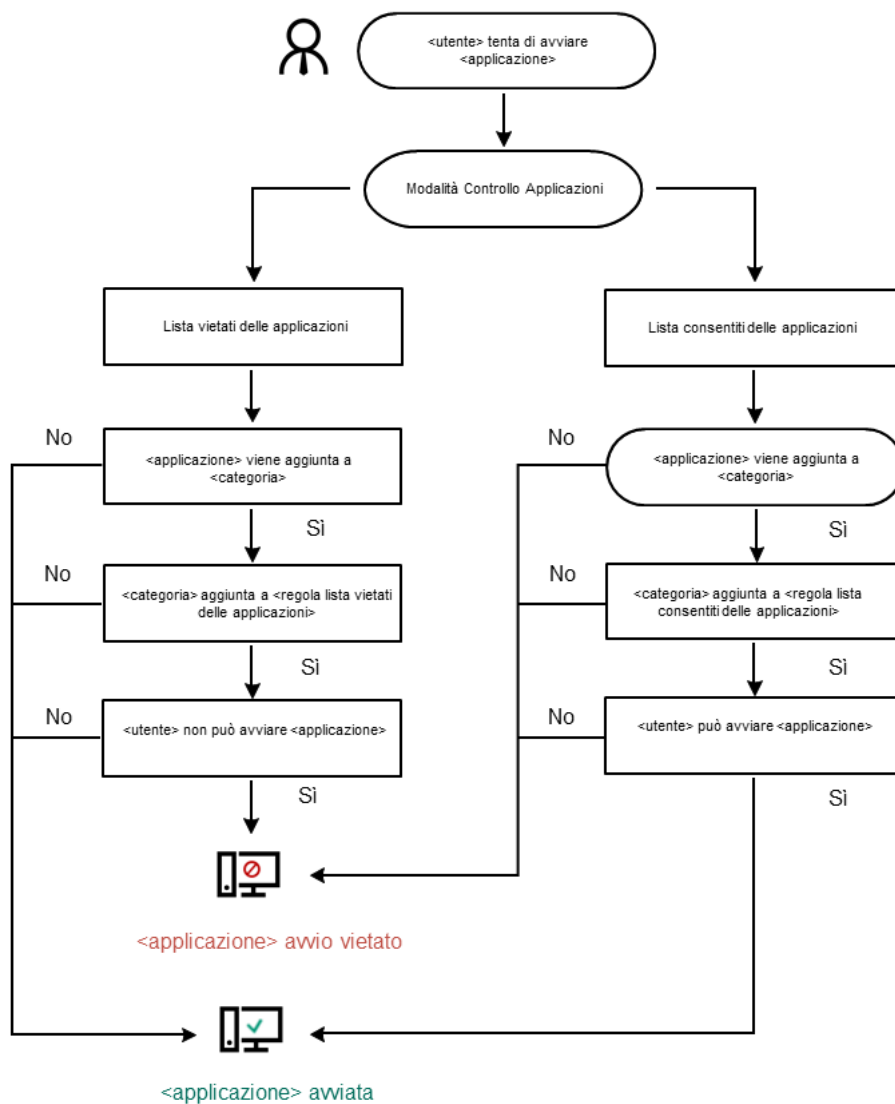 <utente> tenta di avviare
<applicazione>
Modalità Controllo Applicazioni
Lista vietati delle applicazioni
Lista consentiti delle applicazioni
No
<applicazione> viene aggiunta a
<categoria>
Sì
No
<applicazione> viene aggiunta a
<categoria>
Sì
No
<categoria> aggiunta a <regola lista vietati
delle applicazioni>
Sì
No
<categoria> aggiunta a <regola lista
consentiti delle applicazioni>
Sì
No
<utente> non può avviare <applicazione>
Sì
No
<utente> può avviare <applicazione>
Sì
<applicazione> avvio vietato
<applicazione> avviata